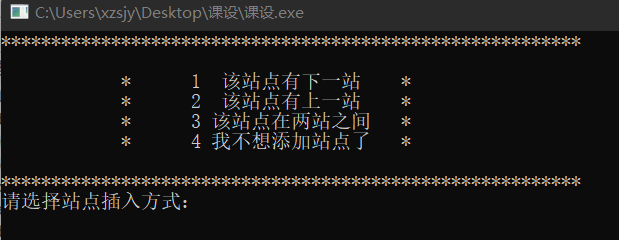 C:\Users\xzsjy\Desktop\课设\课设.exe
**********************************************************
* 1 该站点有下一站 *
* 2 该站点有上一站 *
* 3 该站点在两站之间 *
* 4 我不想添加站点了 *
**********************************************************
请选择站点插入方式：